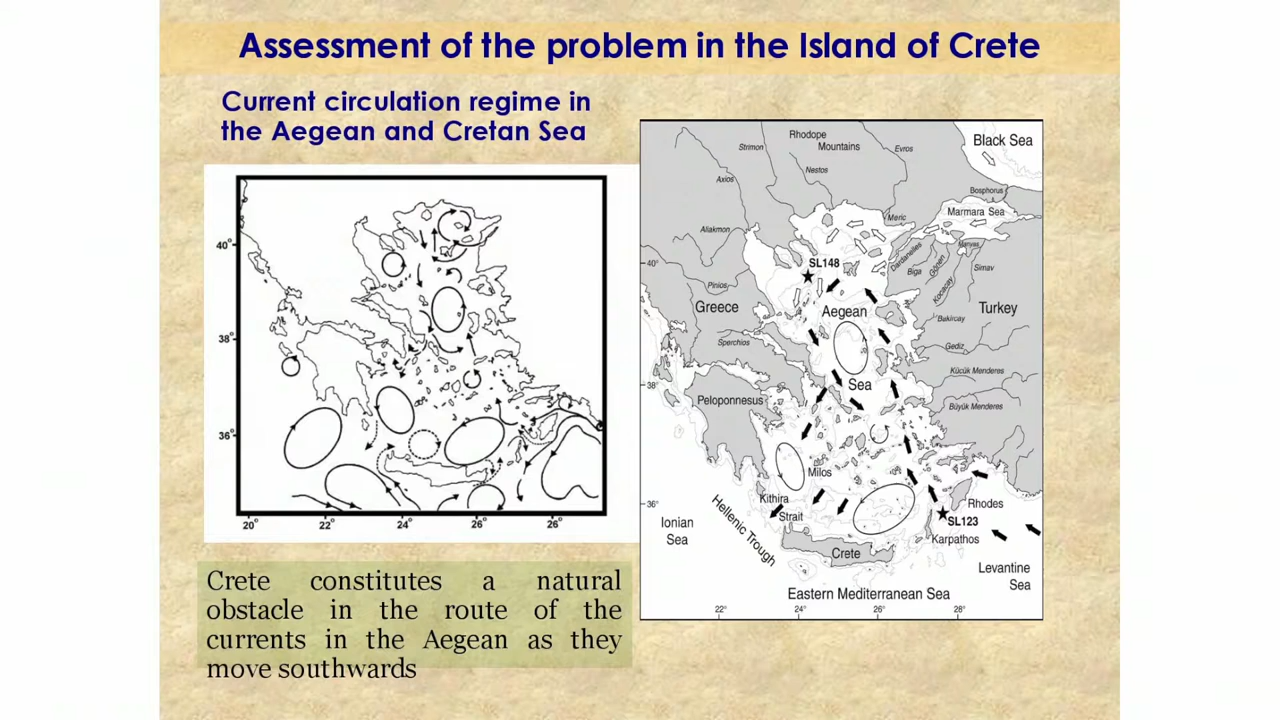 Assessment of the problem in the Island of Crete
Current circulation regime in
the Aegean and Cretan Sea
40°
38°
36°
20°
22°
24°
26°
26°
Crete constitutes a natural
obstacle in the route of the
currents in the Aegean as they
move southwards
Black Sea
Rhodope
Mountains
Strimon
Evros
Nestos
Axios
Bosphorus
Marmara Sea
Meric
Aliakmon
Dardanelles
Manyas
Biga
Gönen
Simav
Kocacay
40°
SL148
Pinios
Greece
Aegean
Turkey
Bakircay
Sperchios
Gediz
Sea
38°
Kücük Menderes
Peloponnesus
Büyük Menderes
Milos
Kithira
Strait
36°
Rhodes
SL123
Karpathos
Hellenic Trough
Ionian
Sea
Crete
Levantine
Sea
Eastern Mediterranean Sea
22°
24°
26°
28°